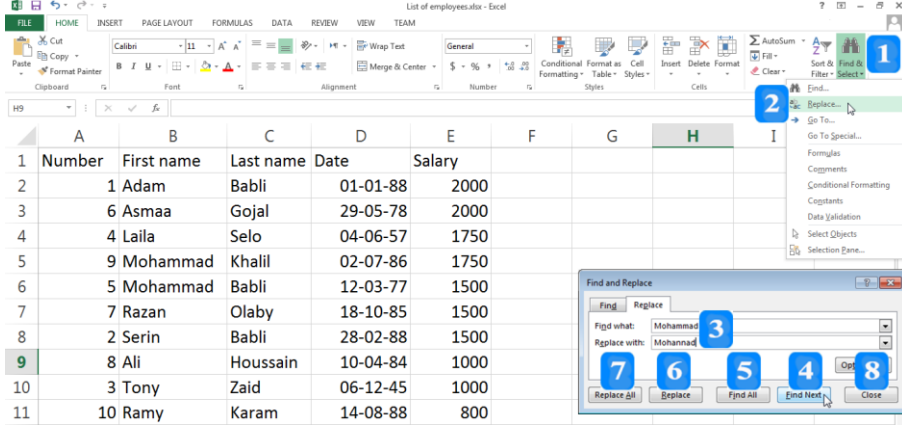 List of employees.xlsx - Excel
FILE HOME INSERT PAGE LAYOUT FORMULAS DATA REVIEW VIEW TEAM
Cut Calibri 11 A A Wrap Text General AutoSum
Paste Copy Fill
Format Painter B I U A Merge & Center $ % , Conditional Formatting Format as Table Cell Styles Insert Delete Format Clear Sort & Filter Find & Select 1
Clipboard Font Alignment Number Styles Cells
Find...
2 Replace...
Go To...
Go To Special...
Formulas
Comments
Conditional Formatting
Constants
Data Validation
Select Objects
Selection Pane...
H9 fx
A B C D E F G H I
1 Number First name Last name Date Salary
2 1 Adam Babli 01-01-88 2000
3 6 Asmaa Gojal 29-05-78 2000
4 4 Laila Selo 04-06-57 1750
5 9 Mohammad Khalil 02-07-86 1750
6 5 Mohammad Babli 12-03-77 1500
7 7 Razan Olaby 18-10-85 1500
8 2 Serin Babli 28-02-88 1500
9 8 Ali Houssain 10-04-84 1000
10 3 Tony Zaid 06-12-45 1000
11 10 Ramy Karam 14-08-88 800
Find and Replace
Find Replace
Find what: Mohammad 3
Replace with: Mohannad
7 6 5 4 8
Replace All Replace Find All Find Next Close